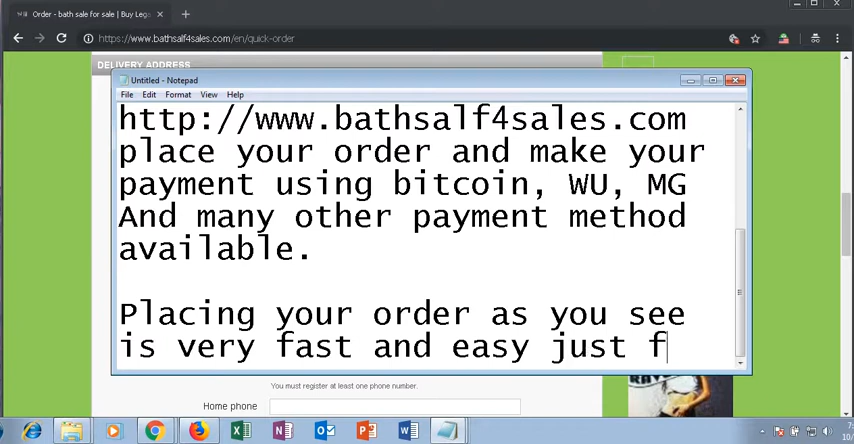 Order - bath sale for sale | Buy Lego
https://www.bathsalf4sales.com/en/quick-order
DELIVERY ADDRESS
Untitled - Notepad
File Edit Format View Help
http://www.bathsalf4sales.com
place your order and make your
payment using bitcoin, WU, MG
And many other payment method
available.
Placing your order as you see
is very fast and easy just f
You must register at least one phone number.
Home phone